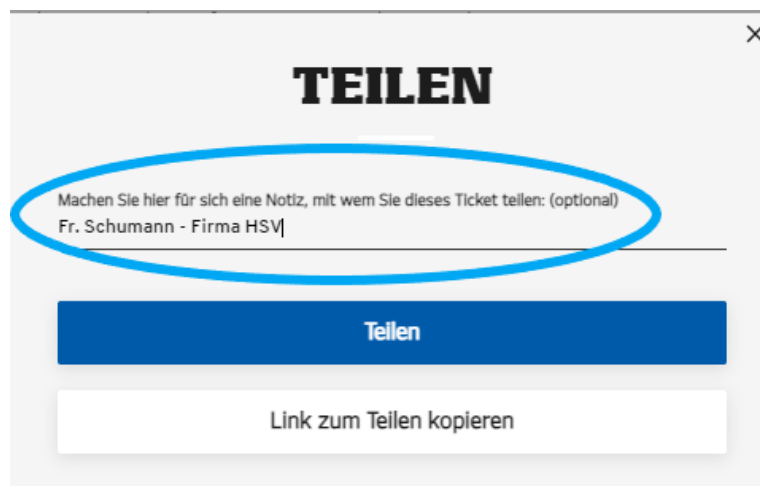 TEILEN
Machen Sie hier für sich eine Notiz, mit wem Sie dieses Ticket teilen: (optional)
Fr. Schumann - Firma HSV
Teilen
Link zum Teilen kopieren